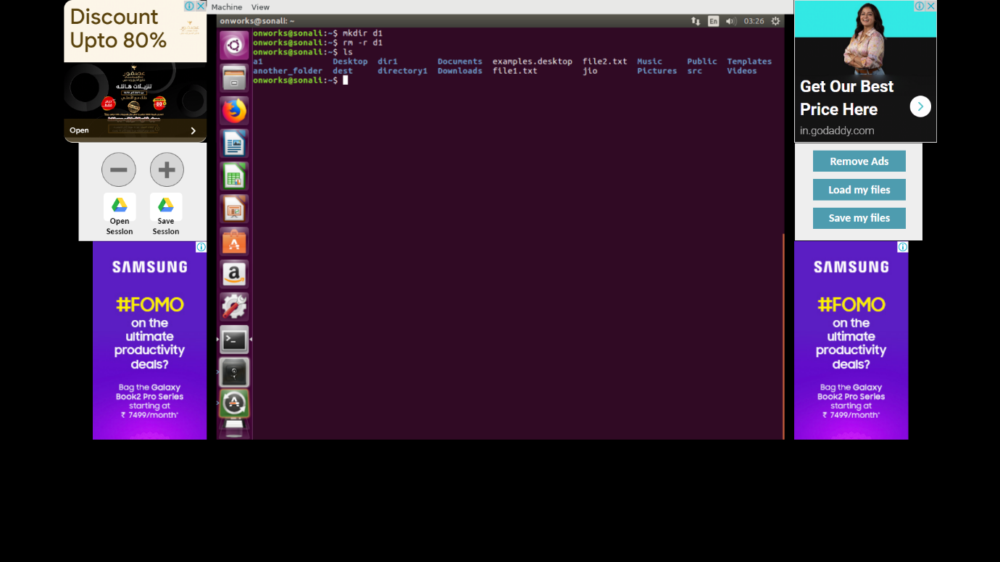 Discount
Upto 80%
عصفور
تنزيلات هائلة
Open
Open
Session
Save
Session
SAMSUNG
#FOMO
on the
ultimate
productivity
deals?
Bag the Galaxy
Book2 Pro Series
starting at
₹ 7499/month*
Machine View
onworks@sonali: ~ En 03:26
onworks@sonali:~$ mkdir d1
onworks@sonali:~$ rm -r d1
onworks@sonali:~$ ls
a1 Desktop dir1 Documents examples.desktop file2.txt Music Public Templates
another_folder dest directory1 Downloads file1.txt jio Pictures src Videos
onworks@sonali:~$
Get Our Best
Price Here
in.godaddy.com
Remove Ads
Load my files
Save my files
SAMSUNG
#FOMO
on the
ultimate
productivity
deals?
Bag the Galaxy
Book2 Pro Series
starting at
₹ 7499/month*